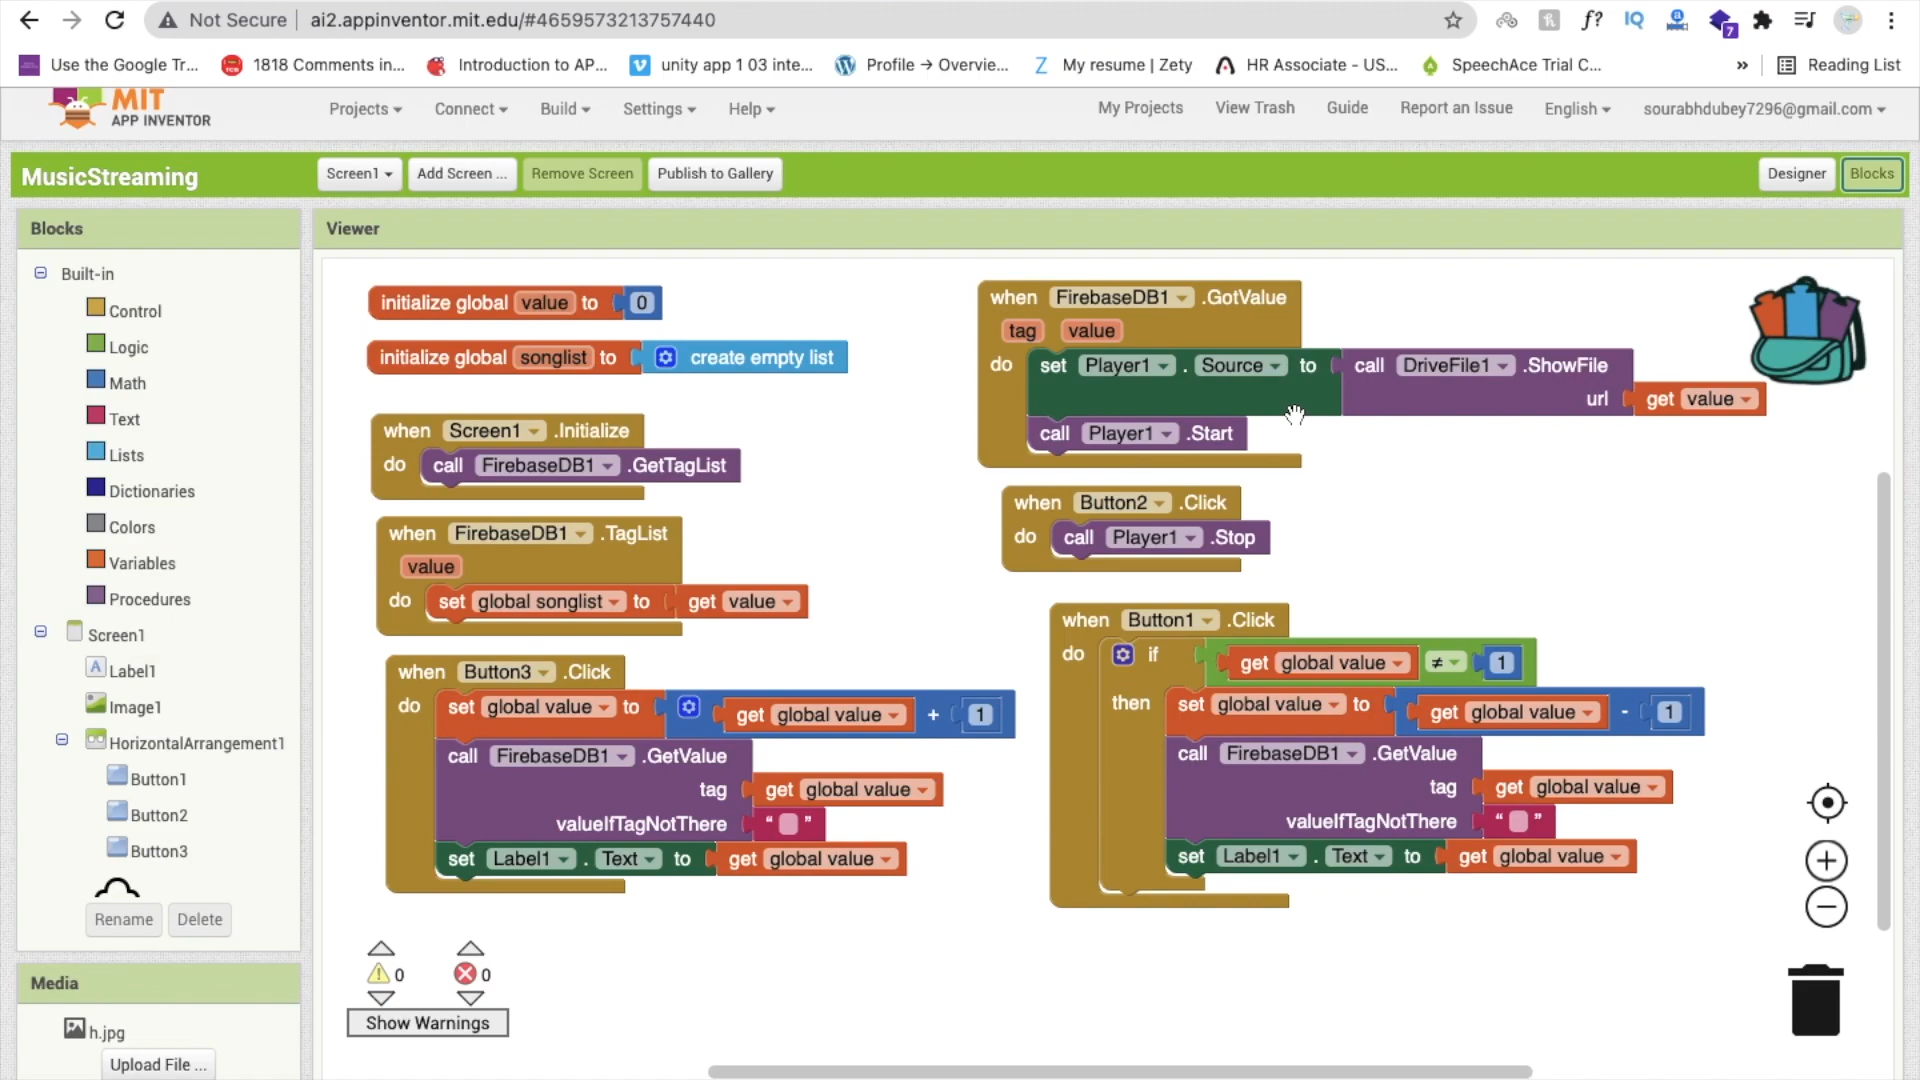 Not Secure | ai2.appinventor.mit.edu/#4659573213757440
f?
IQ
7
Use the Google Tr...
1818 Comments in...
Introduction to AP...
unity app 1 03 inte...
Profile → Overvie...
Z My resume | Zety
HR Associate - US...
SpeechAce Trial C...
»
Reading List
MIT
APP INVENTOR
Projects
Connect
Build
Settings
Help
My Projects
View Trash
Guide
Report an Issue
English
sourabhdubey7296@gmail.com
MusicStreaming
Screen1
Add Screen ...
Remove Screen
Publish to Gallery
Designer
Blocks
Blocks
Built-in
Control
Logic
Math
Text
Lists
Dictionaries
Colors
Variables
Procedures
Screen1
A Label1
Image1
HorizontalArrangement1
Button1
Button2
Button3
Rename
Delete
Media
h.jpg
Upload File ...
Viewer
initialize global value to 0
initialize global songlist to create empty list
when Screen1 .Initialize
do call FirebaseDB1 .GetTagList
when FirebaseDB1 .TagList
value
do set global songlist to get value
when Button3 .Click
do set global value to get global value + 1
call FirebaseDB1 .GetValue
tag get global value
valueIfTagNotThere “ ”
set Label1 . Text to get global value
when FirebaseDB1 .GotValue
tag value
do set Player1 . Source to call DriveFile1 .ShowFile
url get value
call Player1 .Start
when Button2 .Click
do call Player1 .Stop
when Button1 .Click
do if get global value ≠ 1
then set global value to get global value - 1
call FirebaseDB1 .GetValue
tag get global value
valueIfTagNotThere “ ”
set Label1 . Text to get global value
0
0
Show Warnings